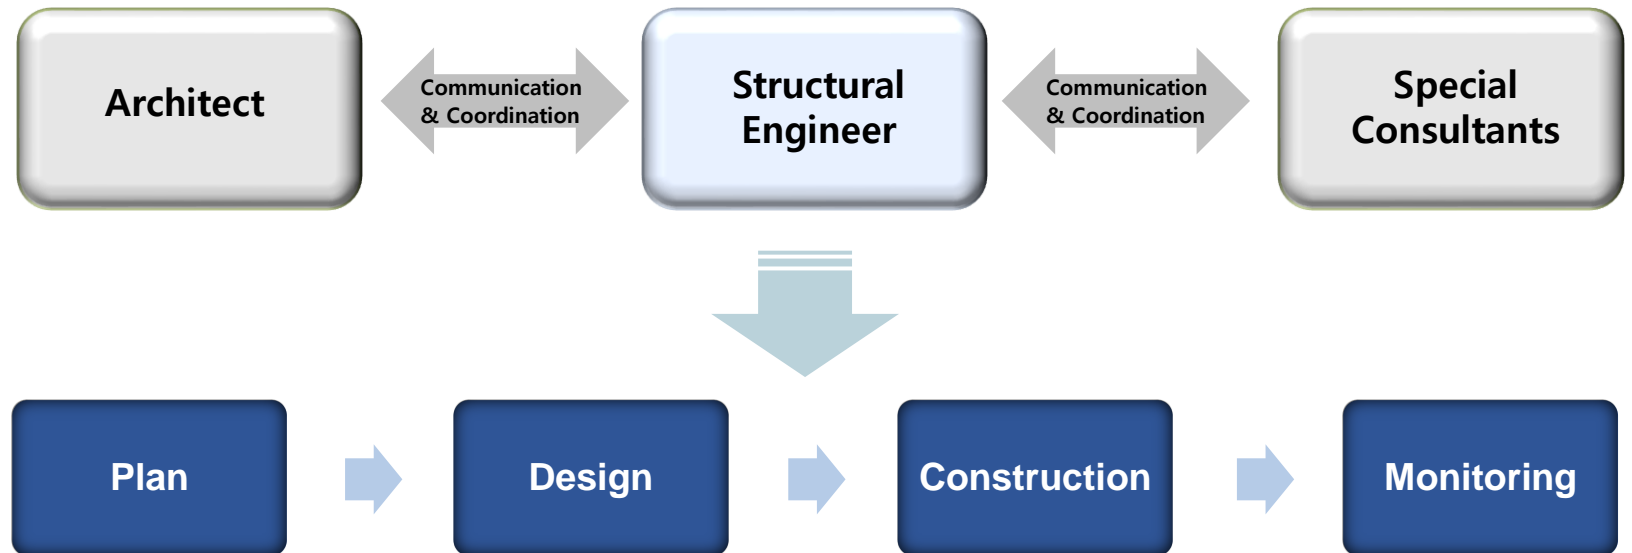 Architect
Communication
& Coordination
Structural
Engineer
Communication
& Coordination
Special
Consultants
Plan
Design
Construction
Monitoring